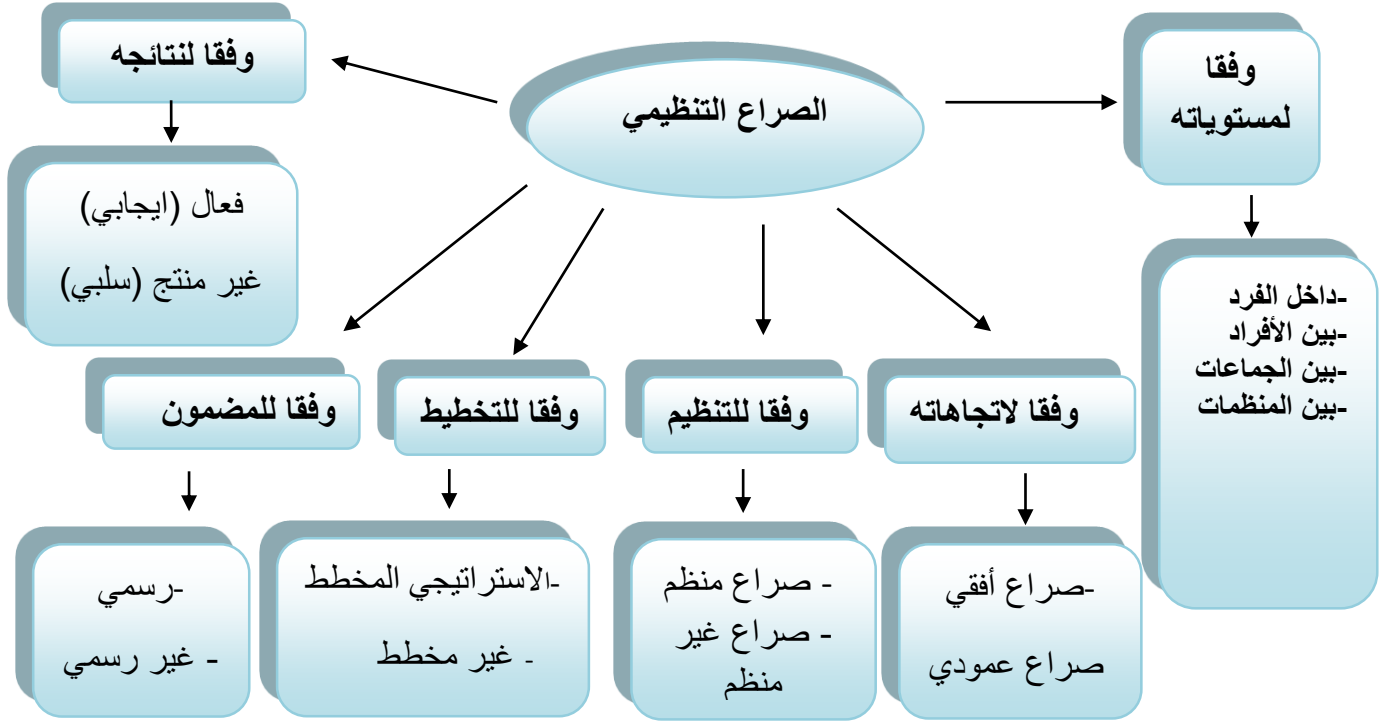 الصراع التنظيمي
وفقا
لمستوياته
-داخل الفرد
-بين الأفراد
-بين الجماعات
-بين المنظمات
وفقا لاتجاهاته
-صراع أفقي
صراع عمودي
وفقا للتنظيم
- صراع منظم
- صراع غير
منظم
وفقا للتخطيط
-الاستراتيجي المخطط
- غير مخطط
وفقا للمضمون
-رسمي
- غير رسمي
وفقا لنتائجه
فعال (ايجابي)
غير منتج (سلبي)